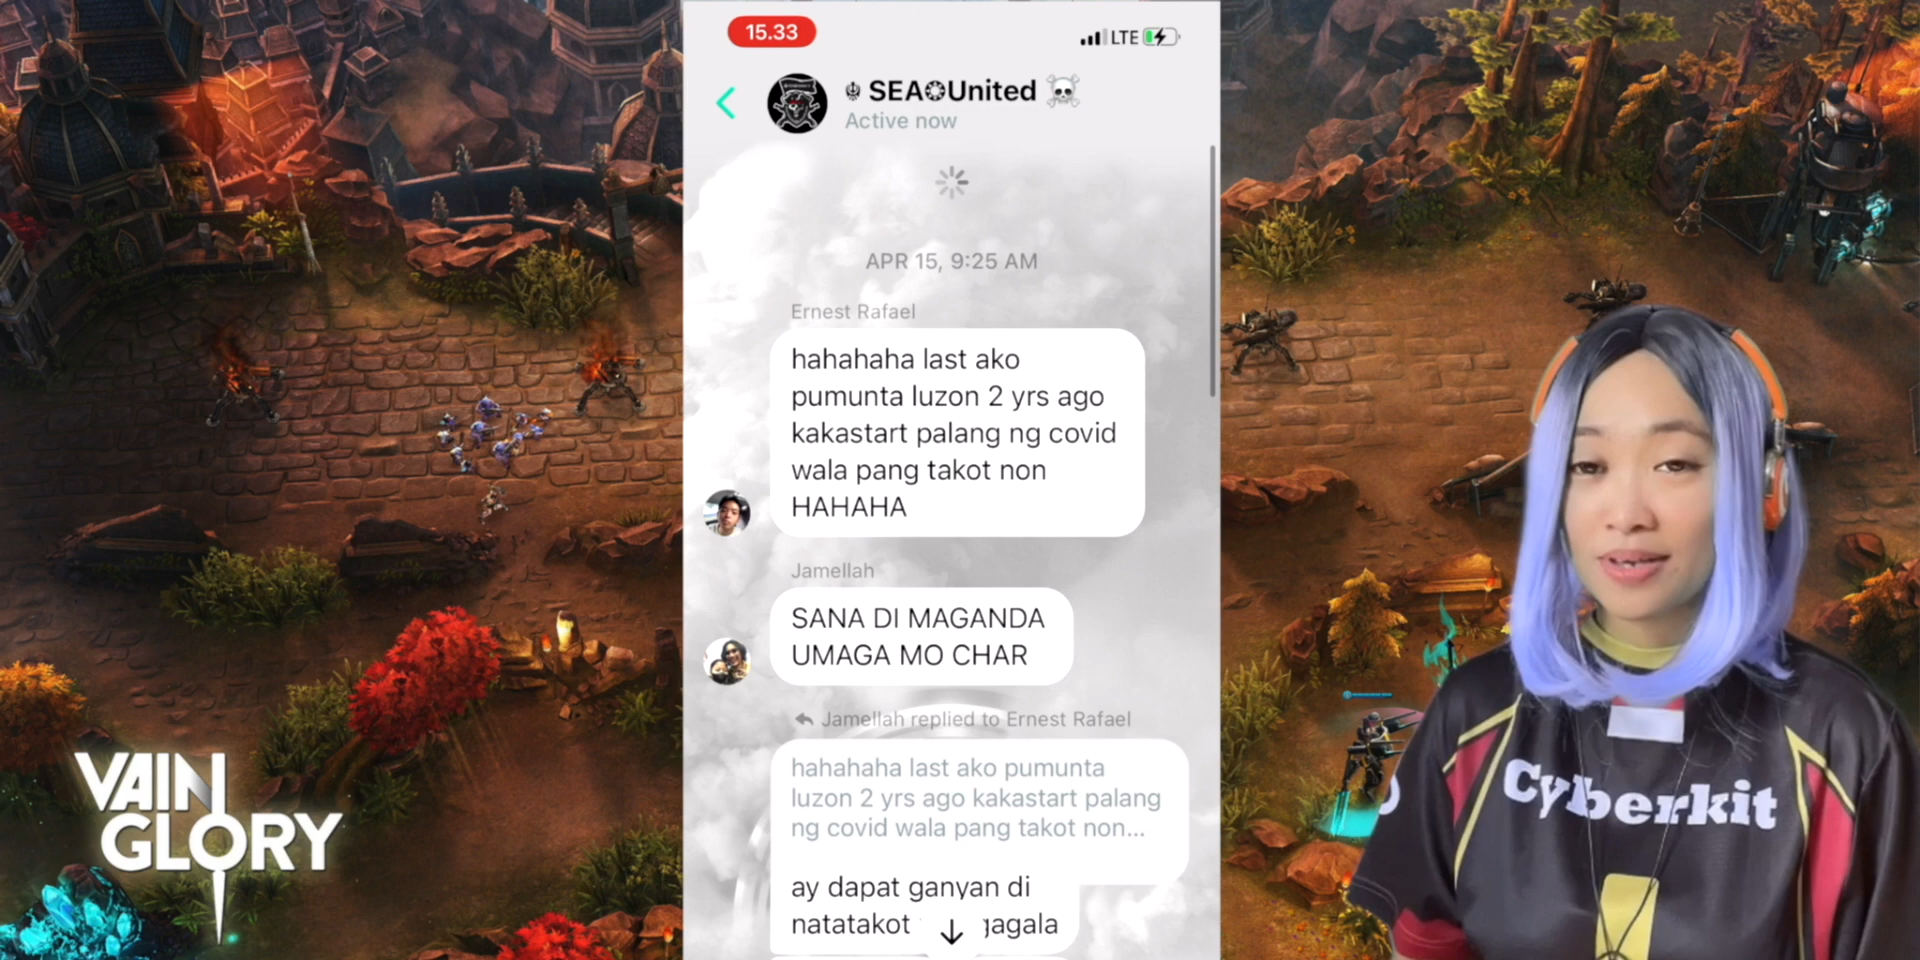 15.33
LTE
SEA United
Active now
APR 15, 9:25 AM
Ernest Rafael
hahahaha last ako
pumunta luzon 2 yrs ago
kakastart palang ng covid
wala pang takot non
HAHAHA
Jamellah
SANA DI MAGANDA
UMAGA MO CHAR
Jamellah replied to Ernest Rafael
hahahaha last ako pumunta
luzon 2 yrs ago kakastart palang
ng covid wala pang takot non...
ay dapat ganyan di
natatakot
VAIN
GLORY
Cyberkit